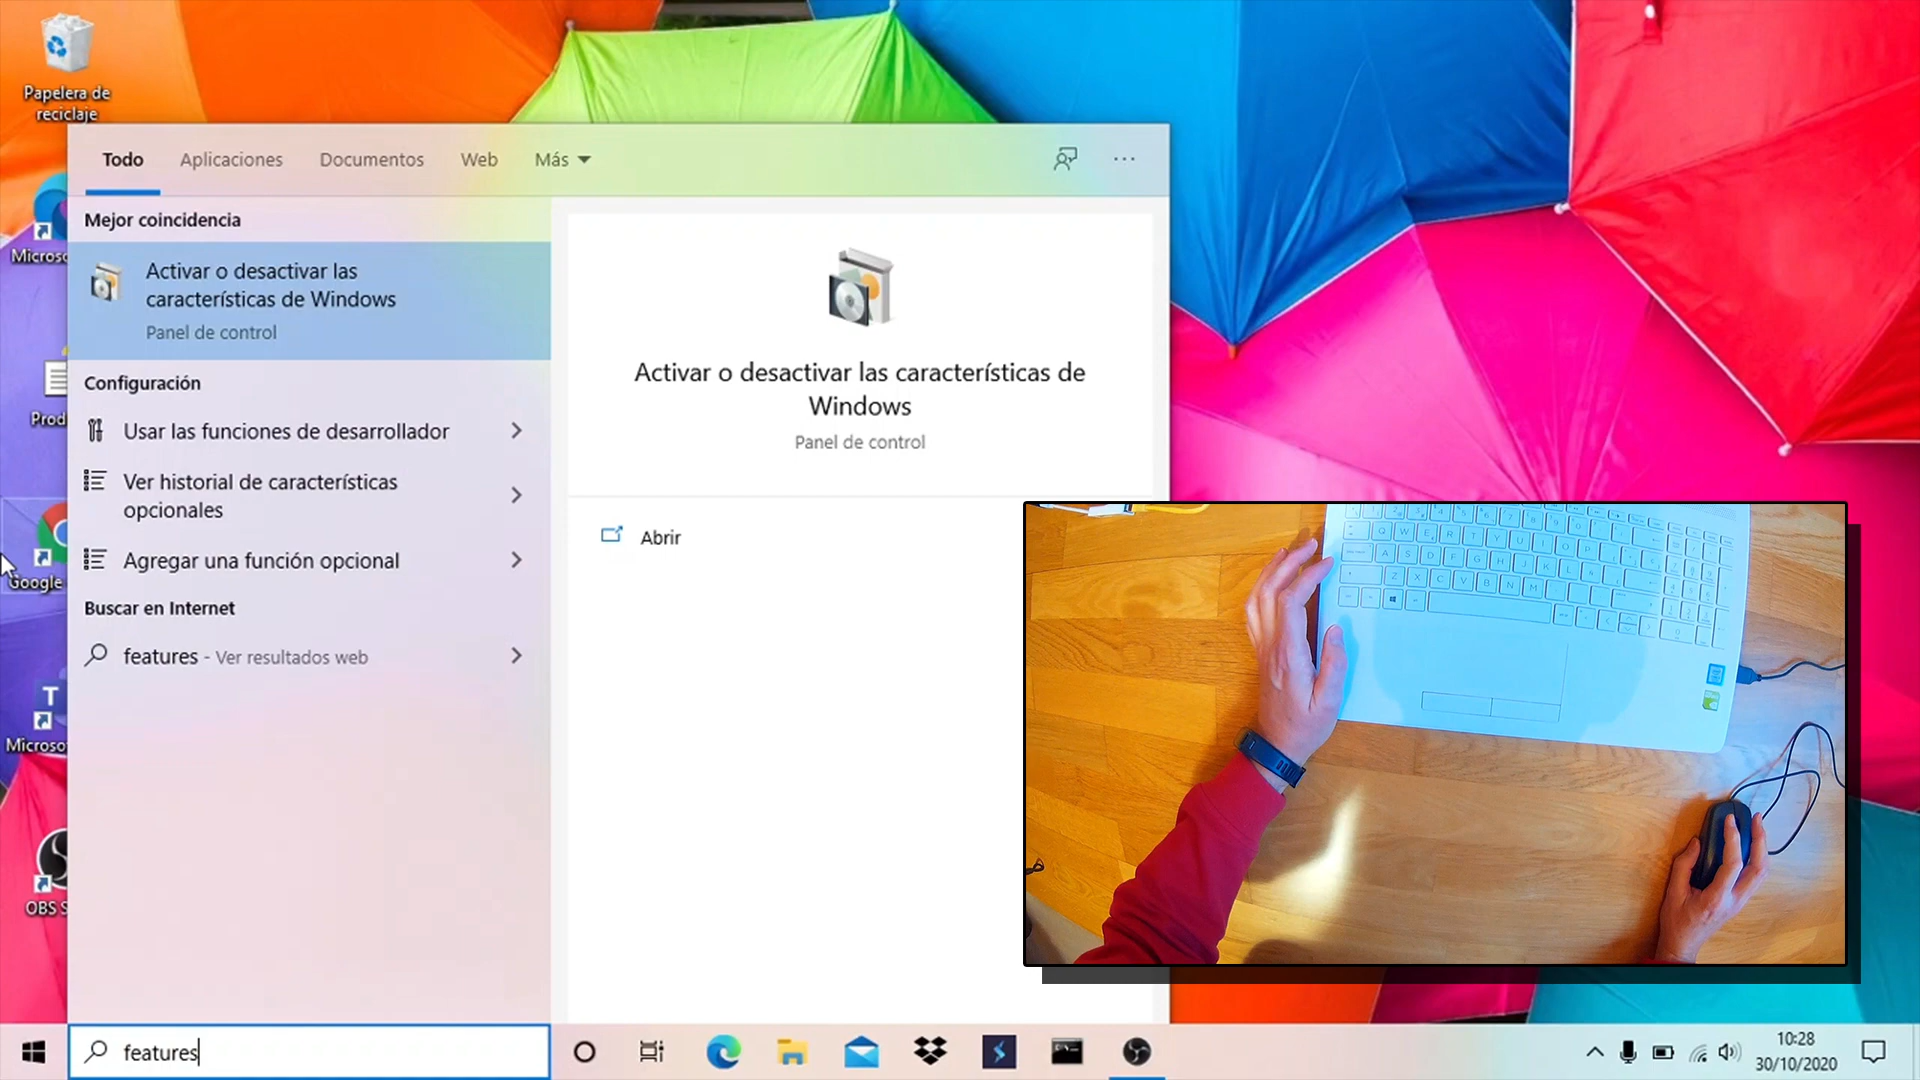 Papelera de
reciclaje
Todo
Aplicaciones
Documentos
Web
Más
Mejor coincidencia
Activar o desactivar las
características de Windows
Panel de control
Configuración
Usar las funciones de desarrollador
Ver historial de características
opcionales
Agregar una función opcional
Buscar en Internet
features - Ver resultados web
Activar o desactivar las características de
Windows
Panel de control
Abrir
Microso
Prod
Google
T
Microso
OBS S
features
10:28
30/10/2020
Q W E R T Y U I O P
A S D F G H J K L
Z X C V B N M